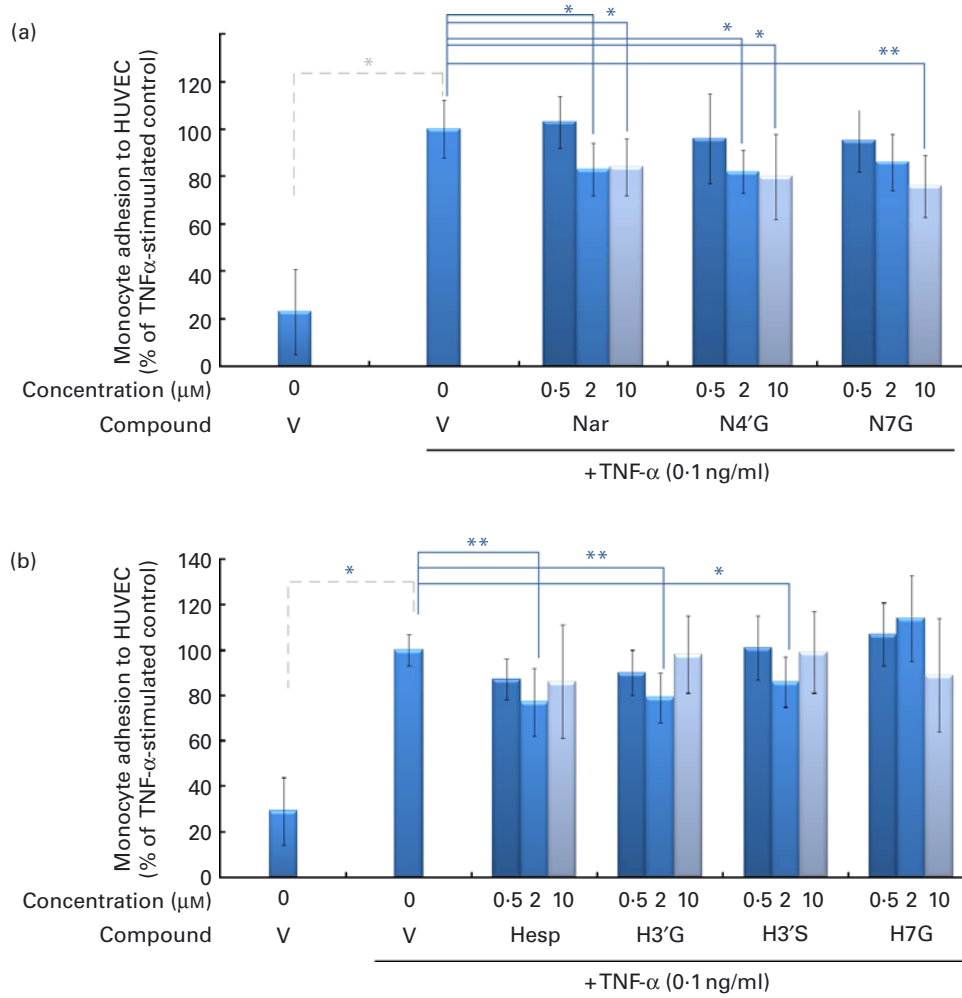 (a)
Monocyte adhesion to HUVEC
(% of TNFα-stimulated control)
120
100
80
60
40
20
0
* * * * * **
Concentration (μM) 0 0 0·5 2 10 0·5 2 10 0·5 2 10
Compound V V Nar N4′G N7G
+TNF-α (0·1 ng/ml)
(b)
Monocyte adhesion to HUVEC
(% of TNF-α-stimulated control)
140
120
100
80
60
40
20
0
* ** ** *
Concentration (μM) 0 0 0·5 2 10 0·5 2 10 0·5 2 10 0·5 2 10
Compound V V Hesp H3′G H3′S H7G
+TNF-α (0·1 ng/ml)